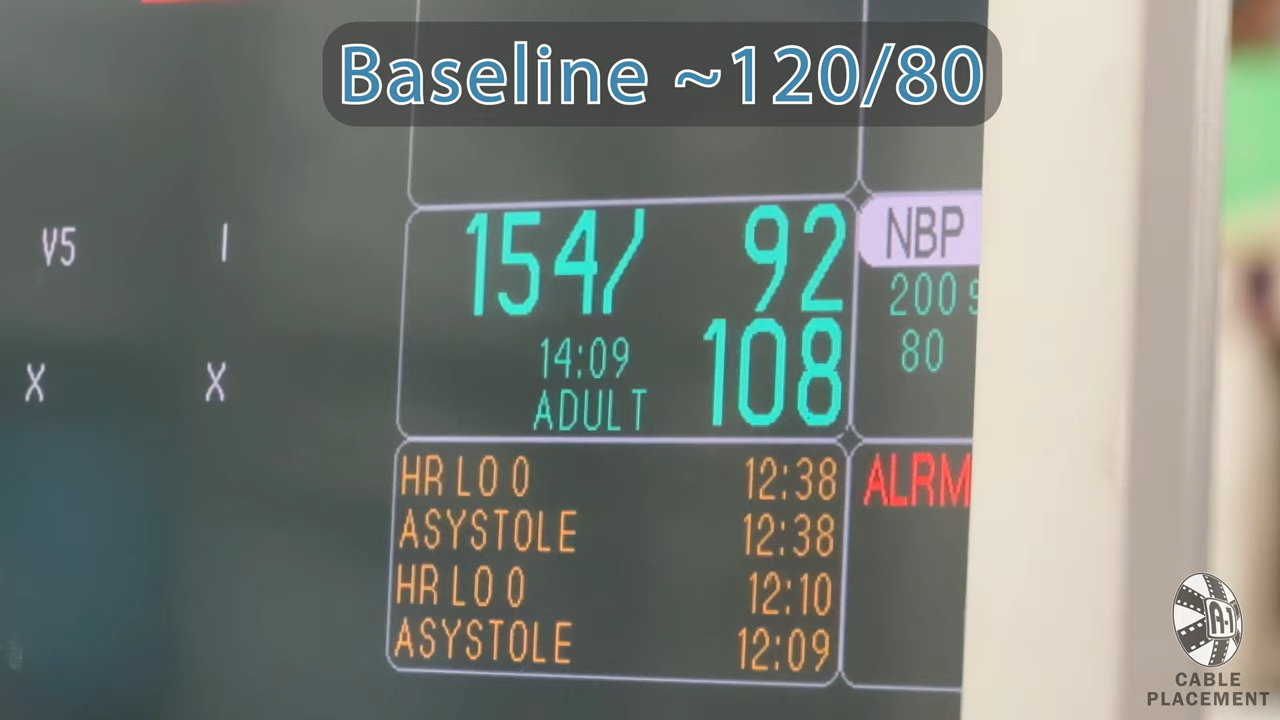 Baseline ~120/80
V5 I
X X
154/ 92
108
14:09
ADULT
NBP
200 s
80
HR LO 0 12:38
ASYSTOLE 12:38
HR LO 0 12:10
ASYSTOLE 12:09
ALRM
A-1
CABLE
PLACEMENT